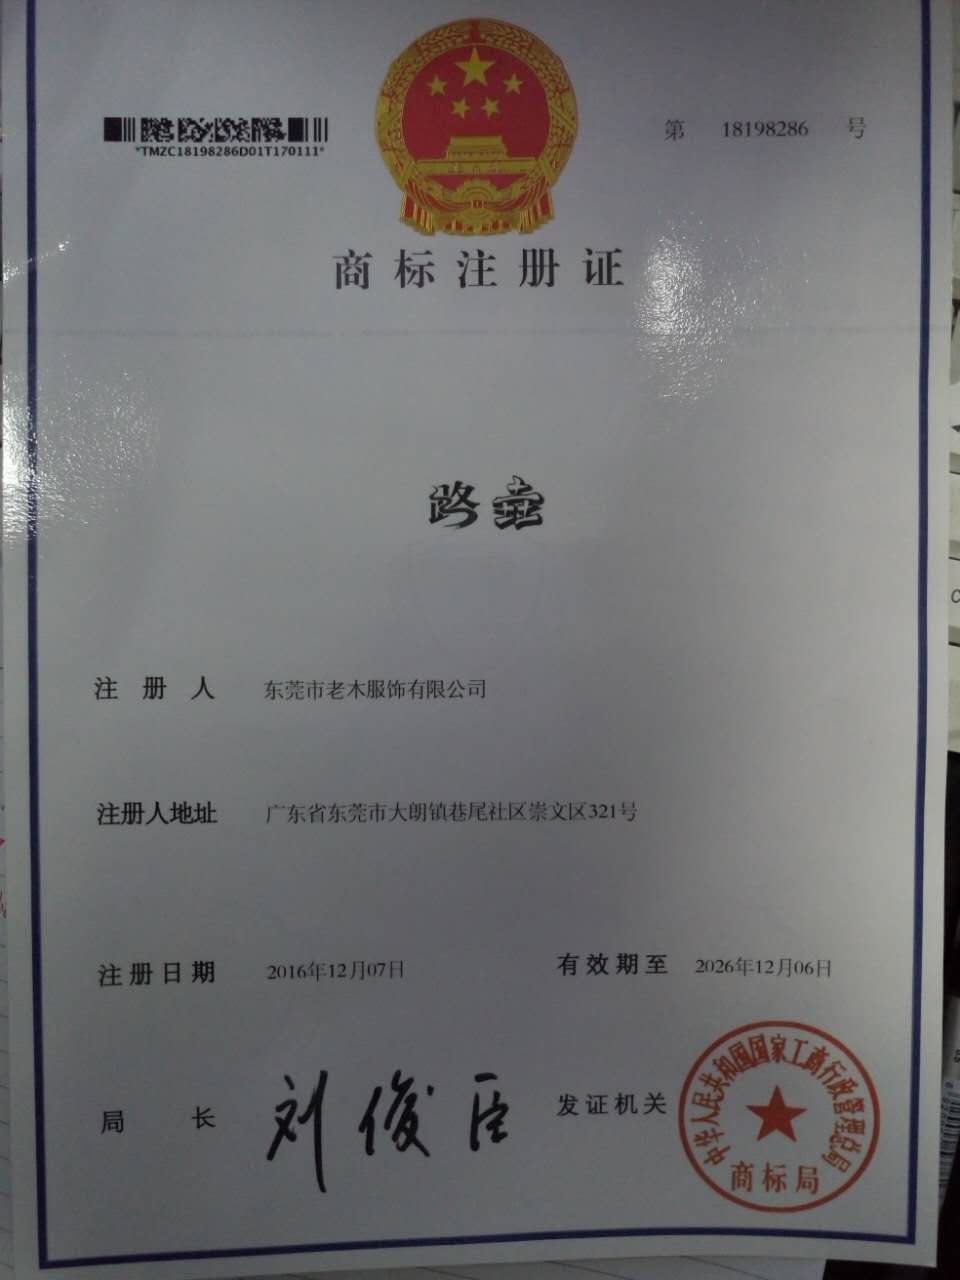 *TMZC18198286D01T170111*
第 18198286 号
商标注册证
路壶
注册人 东莞市老木服饰有限公司
注册人地址 广东省东莞市大朗镇巷尾社区崇文区321号
注册日期 2016年12月07日 有效期至 2026年12月06日
局长 刘俊臣 发证机关
中华人民共和国国家工商行政管理总局
商标局